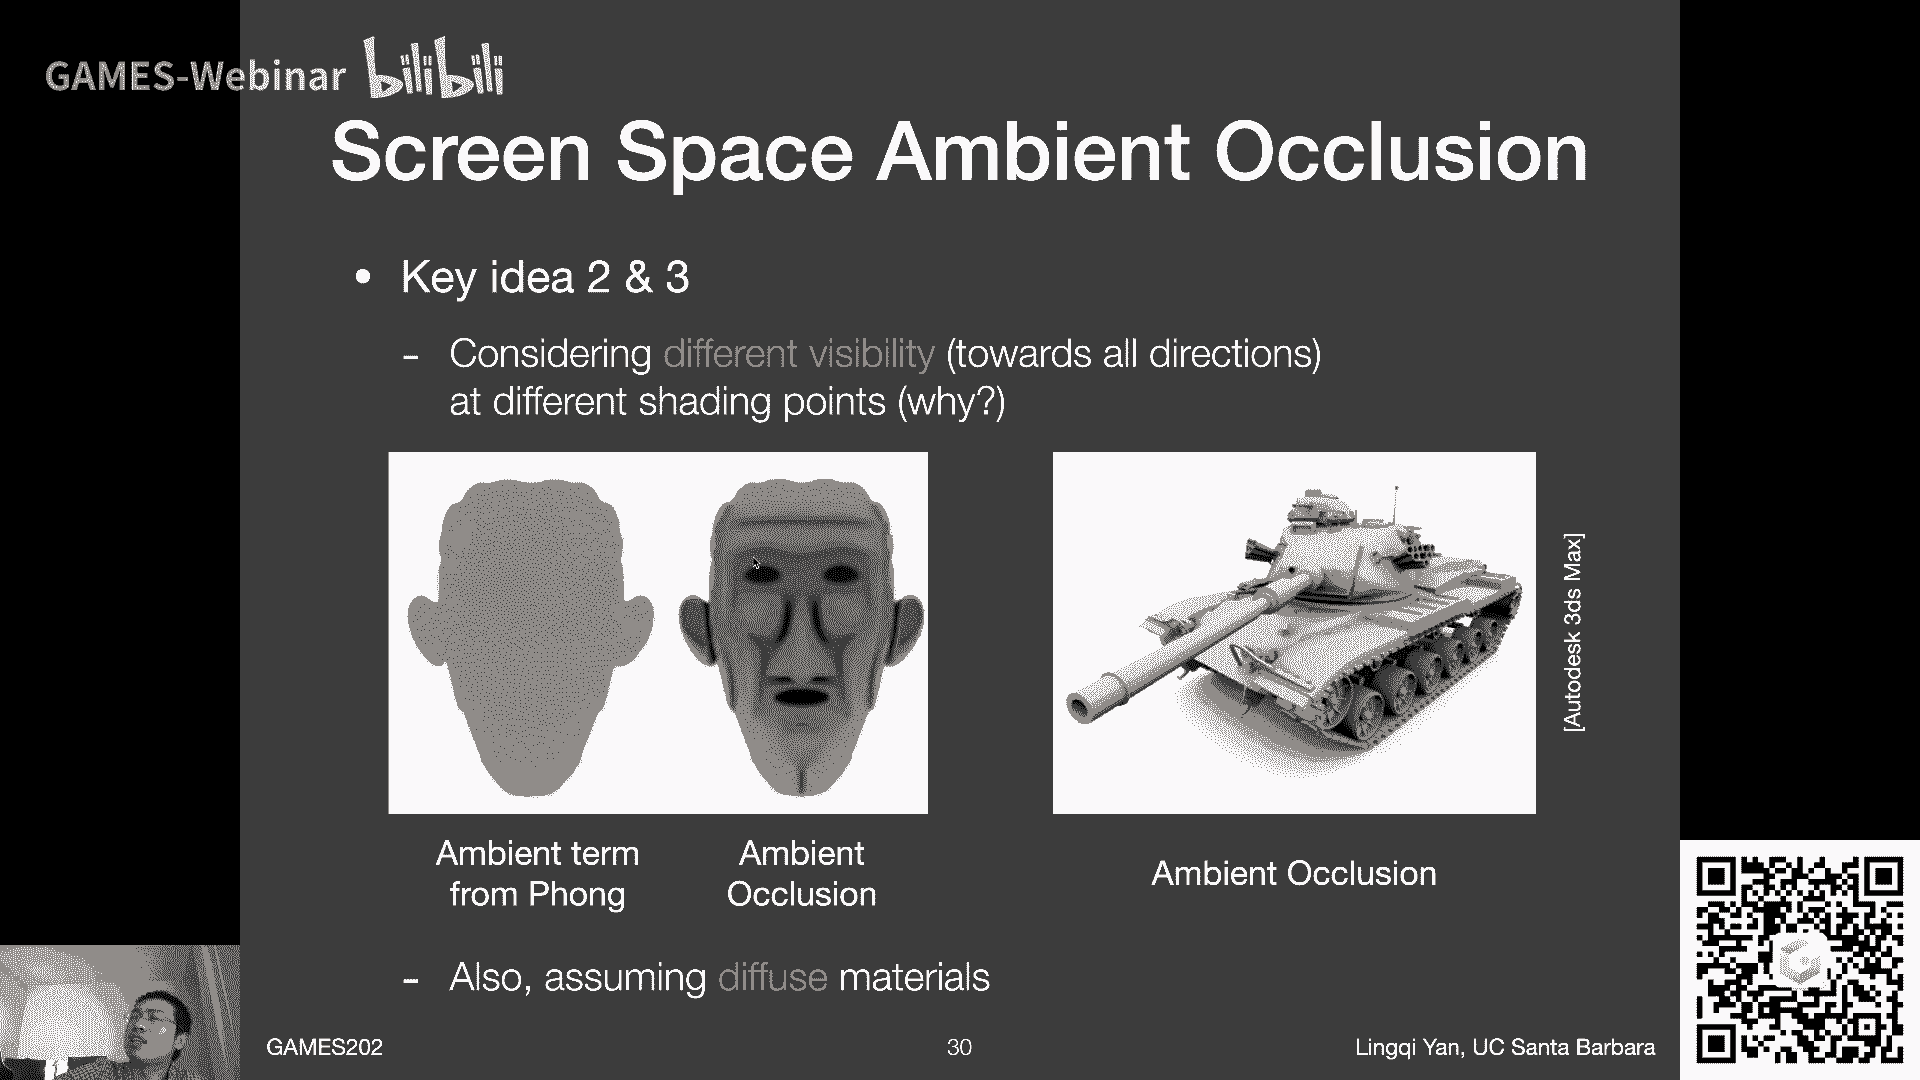 GAMES-Webinar bilibili
Screen Space Ambient Occlusion
• Key idea 2 & 3
- Considering different visibility (towards all directions)
at different shading points (why?)
[Autodesk 3ds Max]
Ambient term
from Phong
Ambient
Occlusion
Ambient Occlusion
- Also, assuming diffuse materials
GAMES202
30
Lingqi Yan, UC Santa Barbara